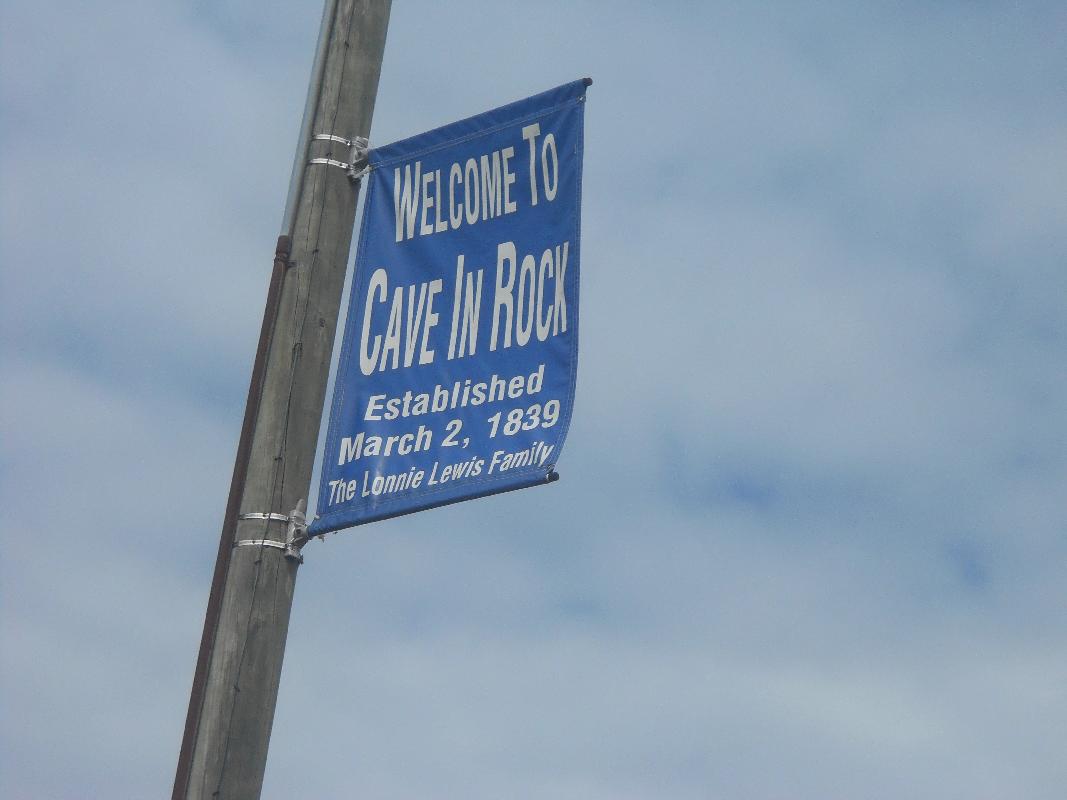 Welcome To
Cave In Rock
Established
March 2, 1839
The Lonnie Lewis Family